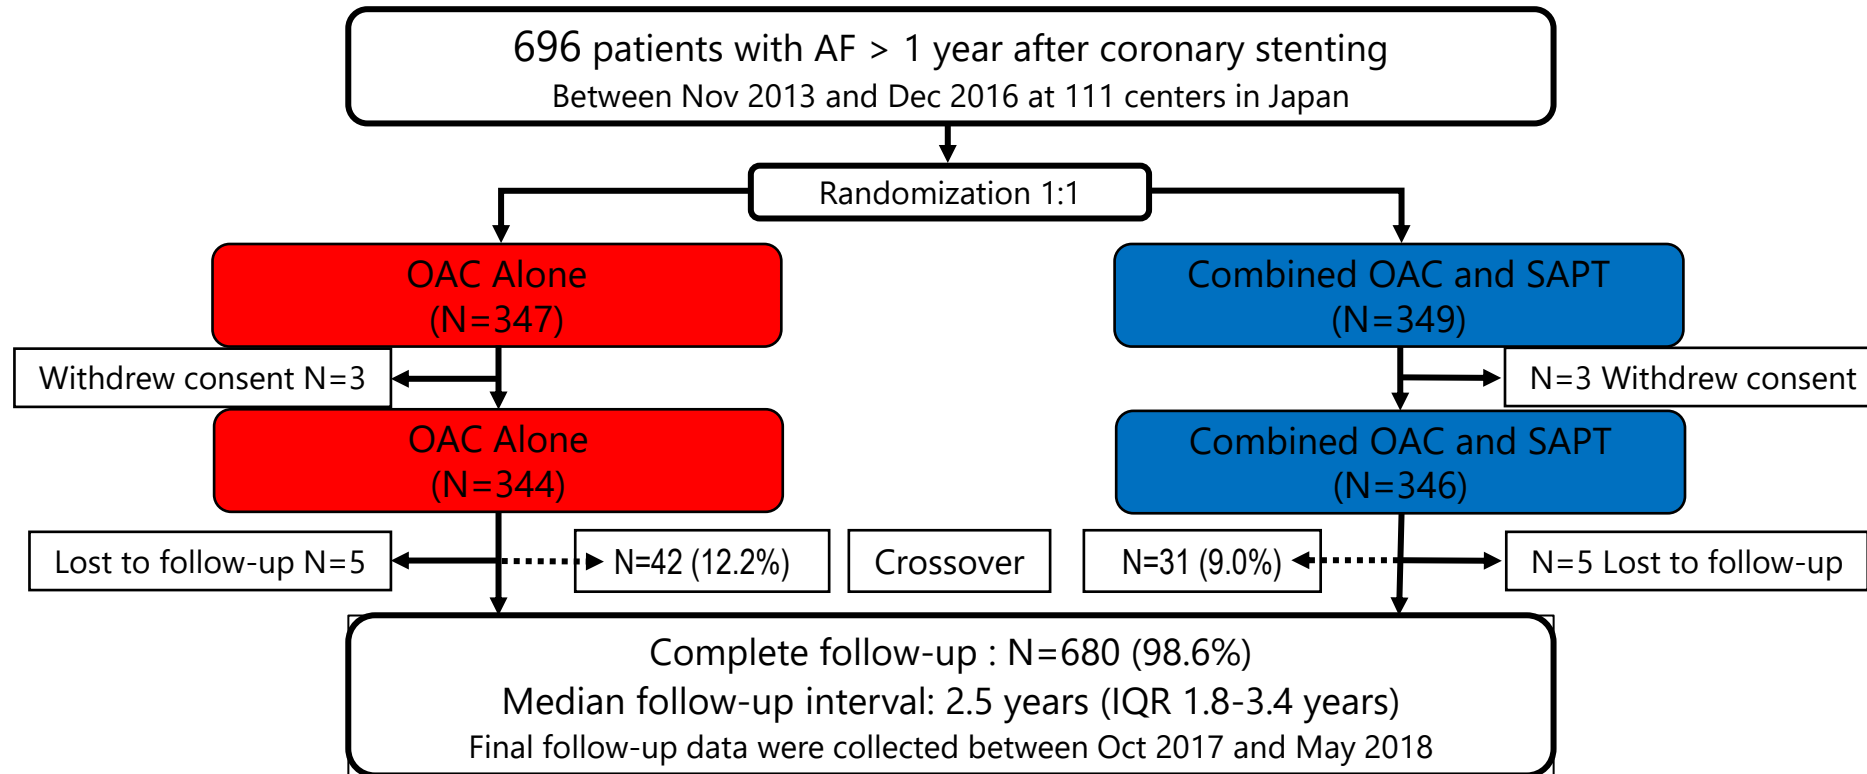 696 patients with AF > 1 year after coronary stenting
Between Nov 2013 and Dec 2016 at 111 centers in Japan
Randomization 1:1
OAC Alone
(N=347)
Combined OAC and SAPT
(N=349)
Withdrew consent N=3
N=3 Withdrew consent
OAC Alone
(N=344)
Combined OAC and SAPT
(N=346)
Lost to follow-up N=5
N=42 (12.2%)
Crossover
N=31 (9.0%)
N=5 Lost to follow-up
Complete follow-up : N=680 (98.6%)
Median follow-up interval: 2.5 years (IQR 1.8-3.4 years)
Final follow-up data were collected between Oct 2017 and May 2018